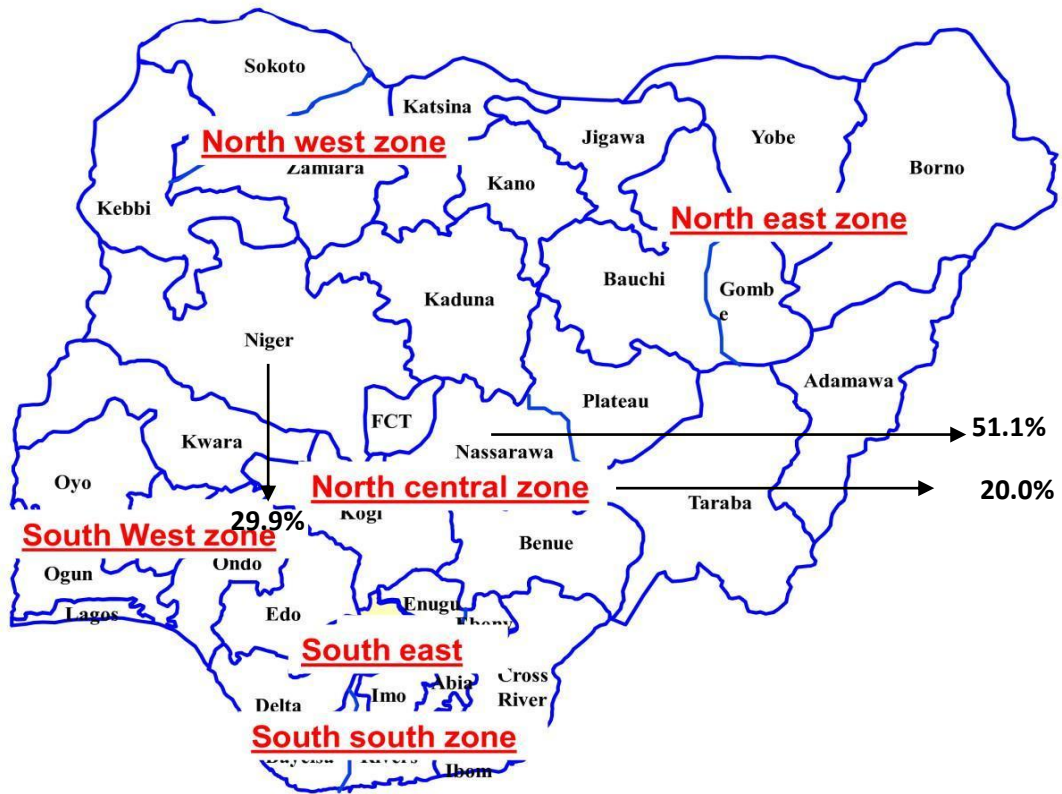 Sokoto
Katsina
North west zone
Zamfara
Jigawa
Yobe
Borno
Kano
Kebbi
North east zone
Bauchi
Gomb
e
Kaduna
Niger
Adamawa
Plateau
FCT
51.1%
Kwara
Nassarawa
Oyo
North central zone
20.0%
Taraba
Kogi
29.9%
South West zone
Benue
Ondo
Ogun
Lagos
Edo
Enugu
Ebony
South east
Cross
River
Abia
Imo
Delta
South south zone
Bayelsa
Rivers
Ibom